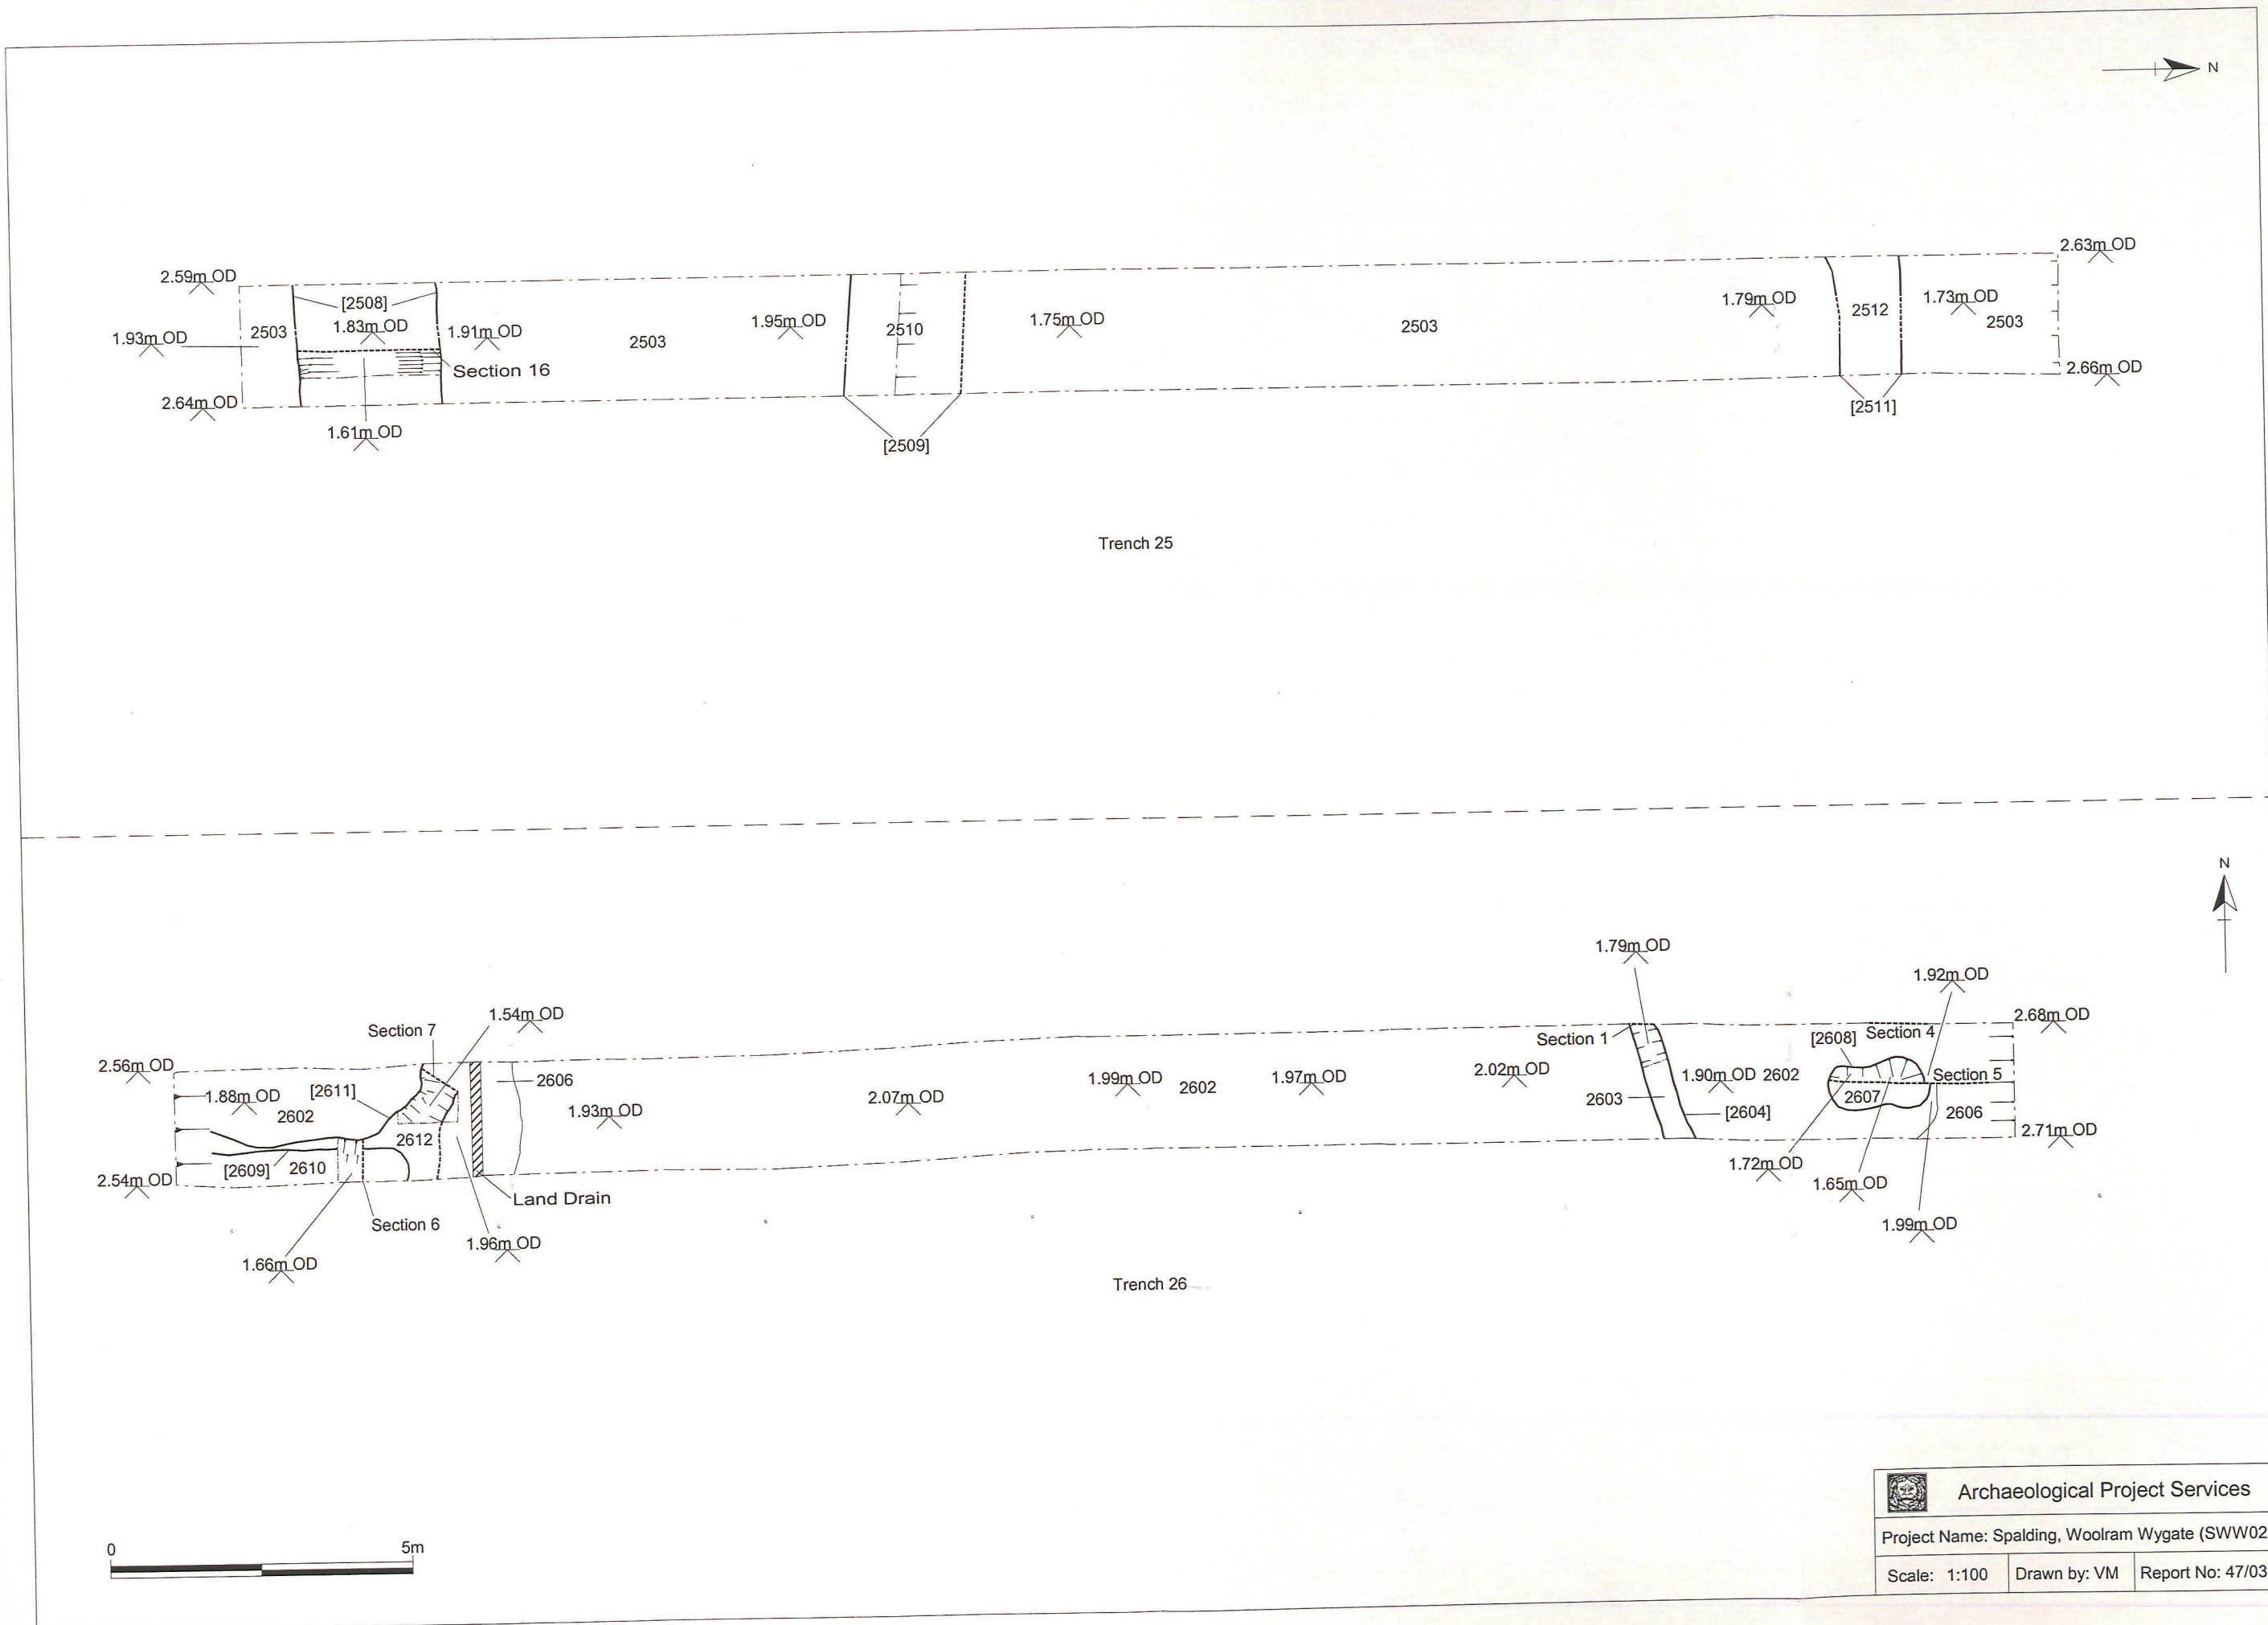 N
2.63m OD
2.59m OD
[2508]
1.83m OD
1.93m OD
2503
1.91m OD
2503
1.95m OD
2510
1.75m OD
2503
1.79m OD
2512
1.73m OD
2503
Section 16
2.66m OD
2.64m OD
1.61m OD
[2509]
[2511]
Trench 25
N
1.79m OD
1.92m OD
Section 7
1.54m OD
2.68m OD
Section 1
[2608]
Section 4
2.56m OD
1.88m OD
[2611]
2602
2606
1.93m OD
2.07m OD
1.99m OD
2602
1.97m OD
2.02m OD
1.90m OD
2602
Section 5
2603
[2604]
2607
2606
2612
2.71m OD
[2609]
2610
2.54m OD
Land Drain
1.72m OD
1.65m OD
Section 6
1.99m OD
1.96m OD
1.66m OD
Trench 26
0
5m
Archaeological Project Services
Project Name: Spalding, Woolram Wygate (SWW02
Scale: 1:100
Drawn by: VM
Report No: 47/03